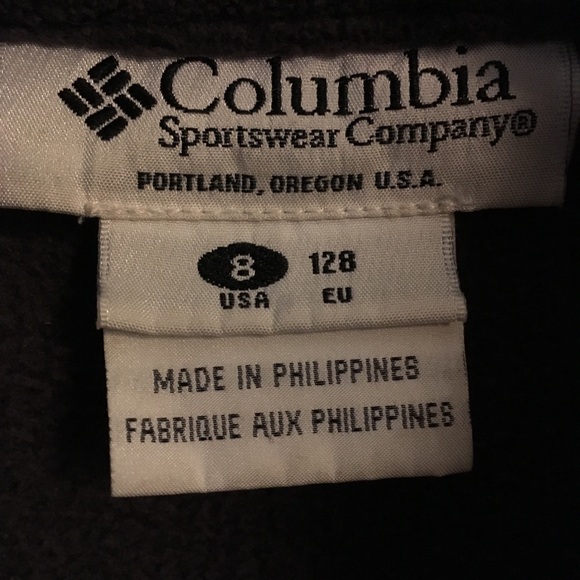 Columbia
Sportswear Company®
PORTLAND, OREGON U.S.A.
8 128
USA EU
MADE IN PHILIPPINES
FABRIQUE AUX PHILIPPINES